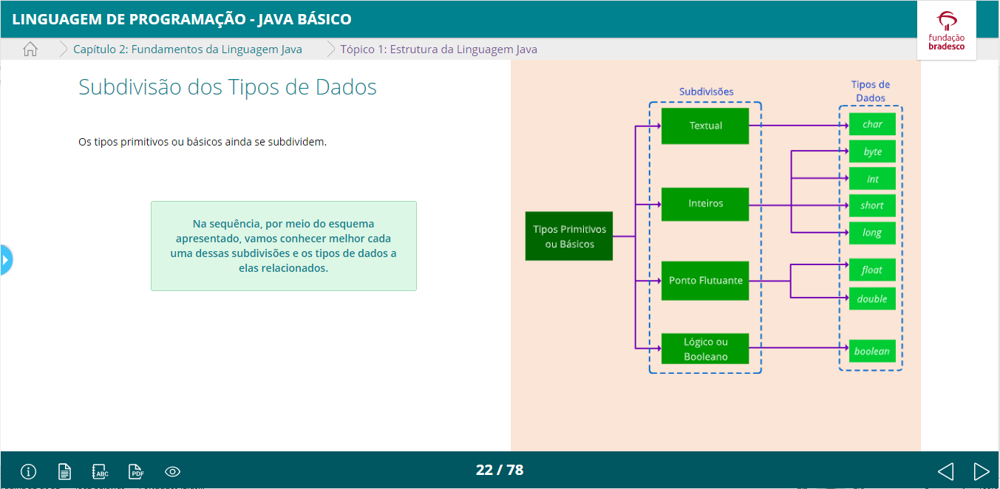 LINGUAGEM DE PROGRAMAÇÃO - JAVA BÁSICO
fundação
bradesco
Capítulo 2: Fundamentos da Linguagem Java
Tópico 1: Estrutura da Linguagem Java
Subdivisão dos Tipos de Dados
Os tipos primitivos ou básicos ainda se subdividem.
Na sequência, por meio do esquema
apresentado, vamos conhecer melhor cada
uma dessas subdivisões e os tipos de dados a
elas relacionados.
Subdivisões
Tipos de
Dados
Tipos Primitivos
ou Básicos
Textual
char
Inteiros
byte
int
short
long
Ponto Flutuante
float
double
Lógico ou
Booleano
boolean
ABC
PDF
22 / 78